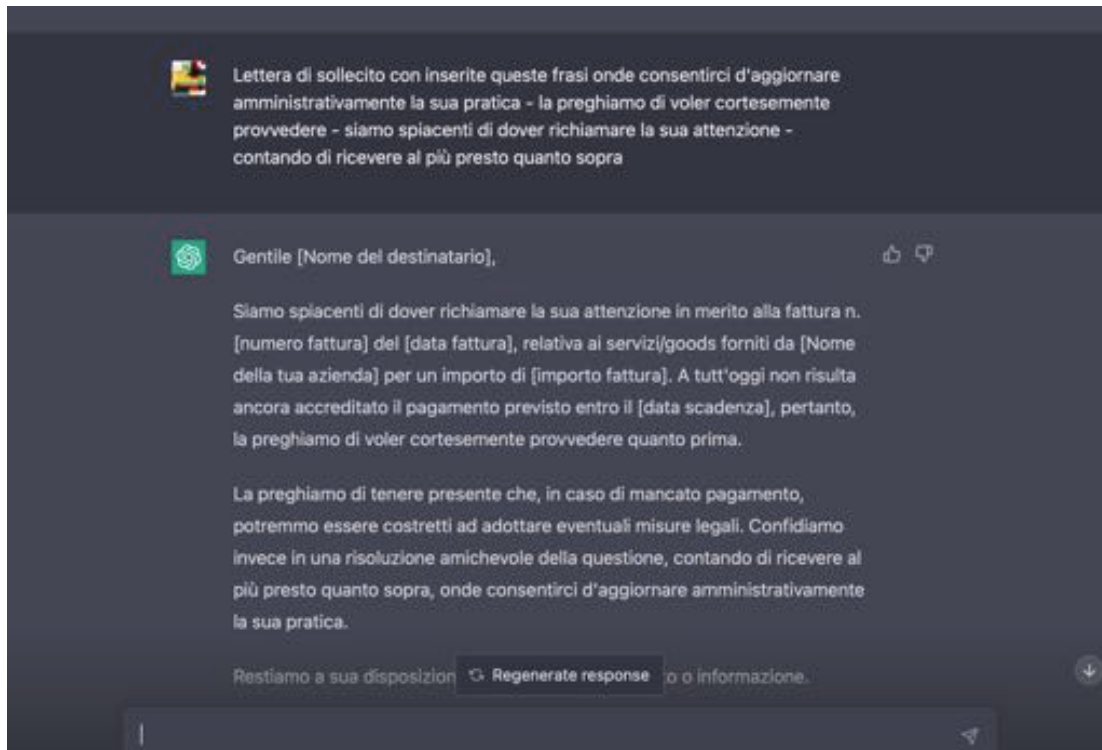 Lettera di sollecito con inserite queste frasi onde consentirci d'aggiornare
amministrativamente la sua pratica - la preghiamo di voler cortesemente
provvedere - siamo spiacenti di dover richiamare la sua attenzione -
contando di ricevere al più presto quanto sopra
Gentile [Nome del destinatario],
Siamo spiacenti di dover richiamare la sua attenzione in merito alla fattura n.
[numero fattura] del [data fattura], relativa ai servizi/goods forniti da [Nome
della tua azienda] per un importo di [importo fattura]. A tutt'oggi non risulta
ancora accreditato il pagamento previsto entro il [data scadenza], pertanto,
la preghiamo di voler cortesemente provvedere quanto prima.
La preghiamo di tenere presente che, in caso di mancato pagamento,
potremmo essere costretti ad adottare eventuali misure legali. Confidiamo
invece in una risoluzione amichevole della questione, contando di ricevere al
più presto quanto sopra, onde consentirci d'aggiornare amministrativamente
la sua pratica.
Restiamo a sua Regenerate response o informazione.